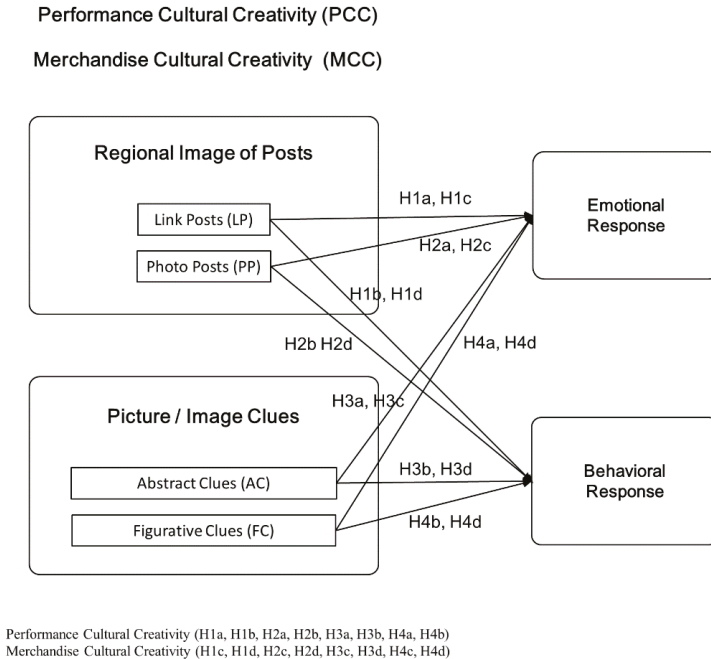 Performance Cultural Creativity (PCC)
Merchandise Cultural Creativity (MCC)
Regional Image of Posts
Link Posts (LP)
Photo Posts (PP)
H1a, H1c
H2a, H2c
Emotional
Response
H1b, H1d
H2b H2d
H4a, H4d
H3a, H3c
Picture / Image Clues
Abstract Clues (AC)
Figurative Clues (FC)
H3b, H3d
H4b, H4d
Behavioral
Response
Performance Cultural Creativity (H1a, H1b, H2a, H2b, H3a, H3b, H4a, H4b)
Merchandise Cultural Creativity (H1c, H1d, H2c, H2d, H3c, H3d, H4c, H4d)